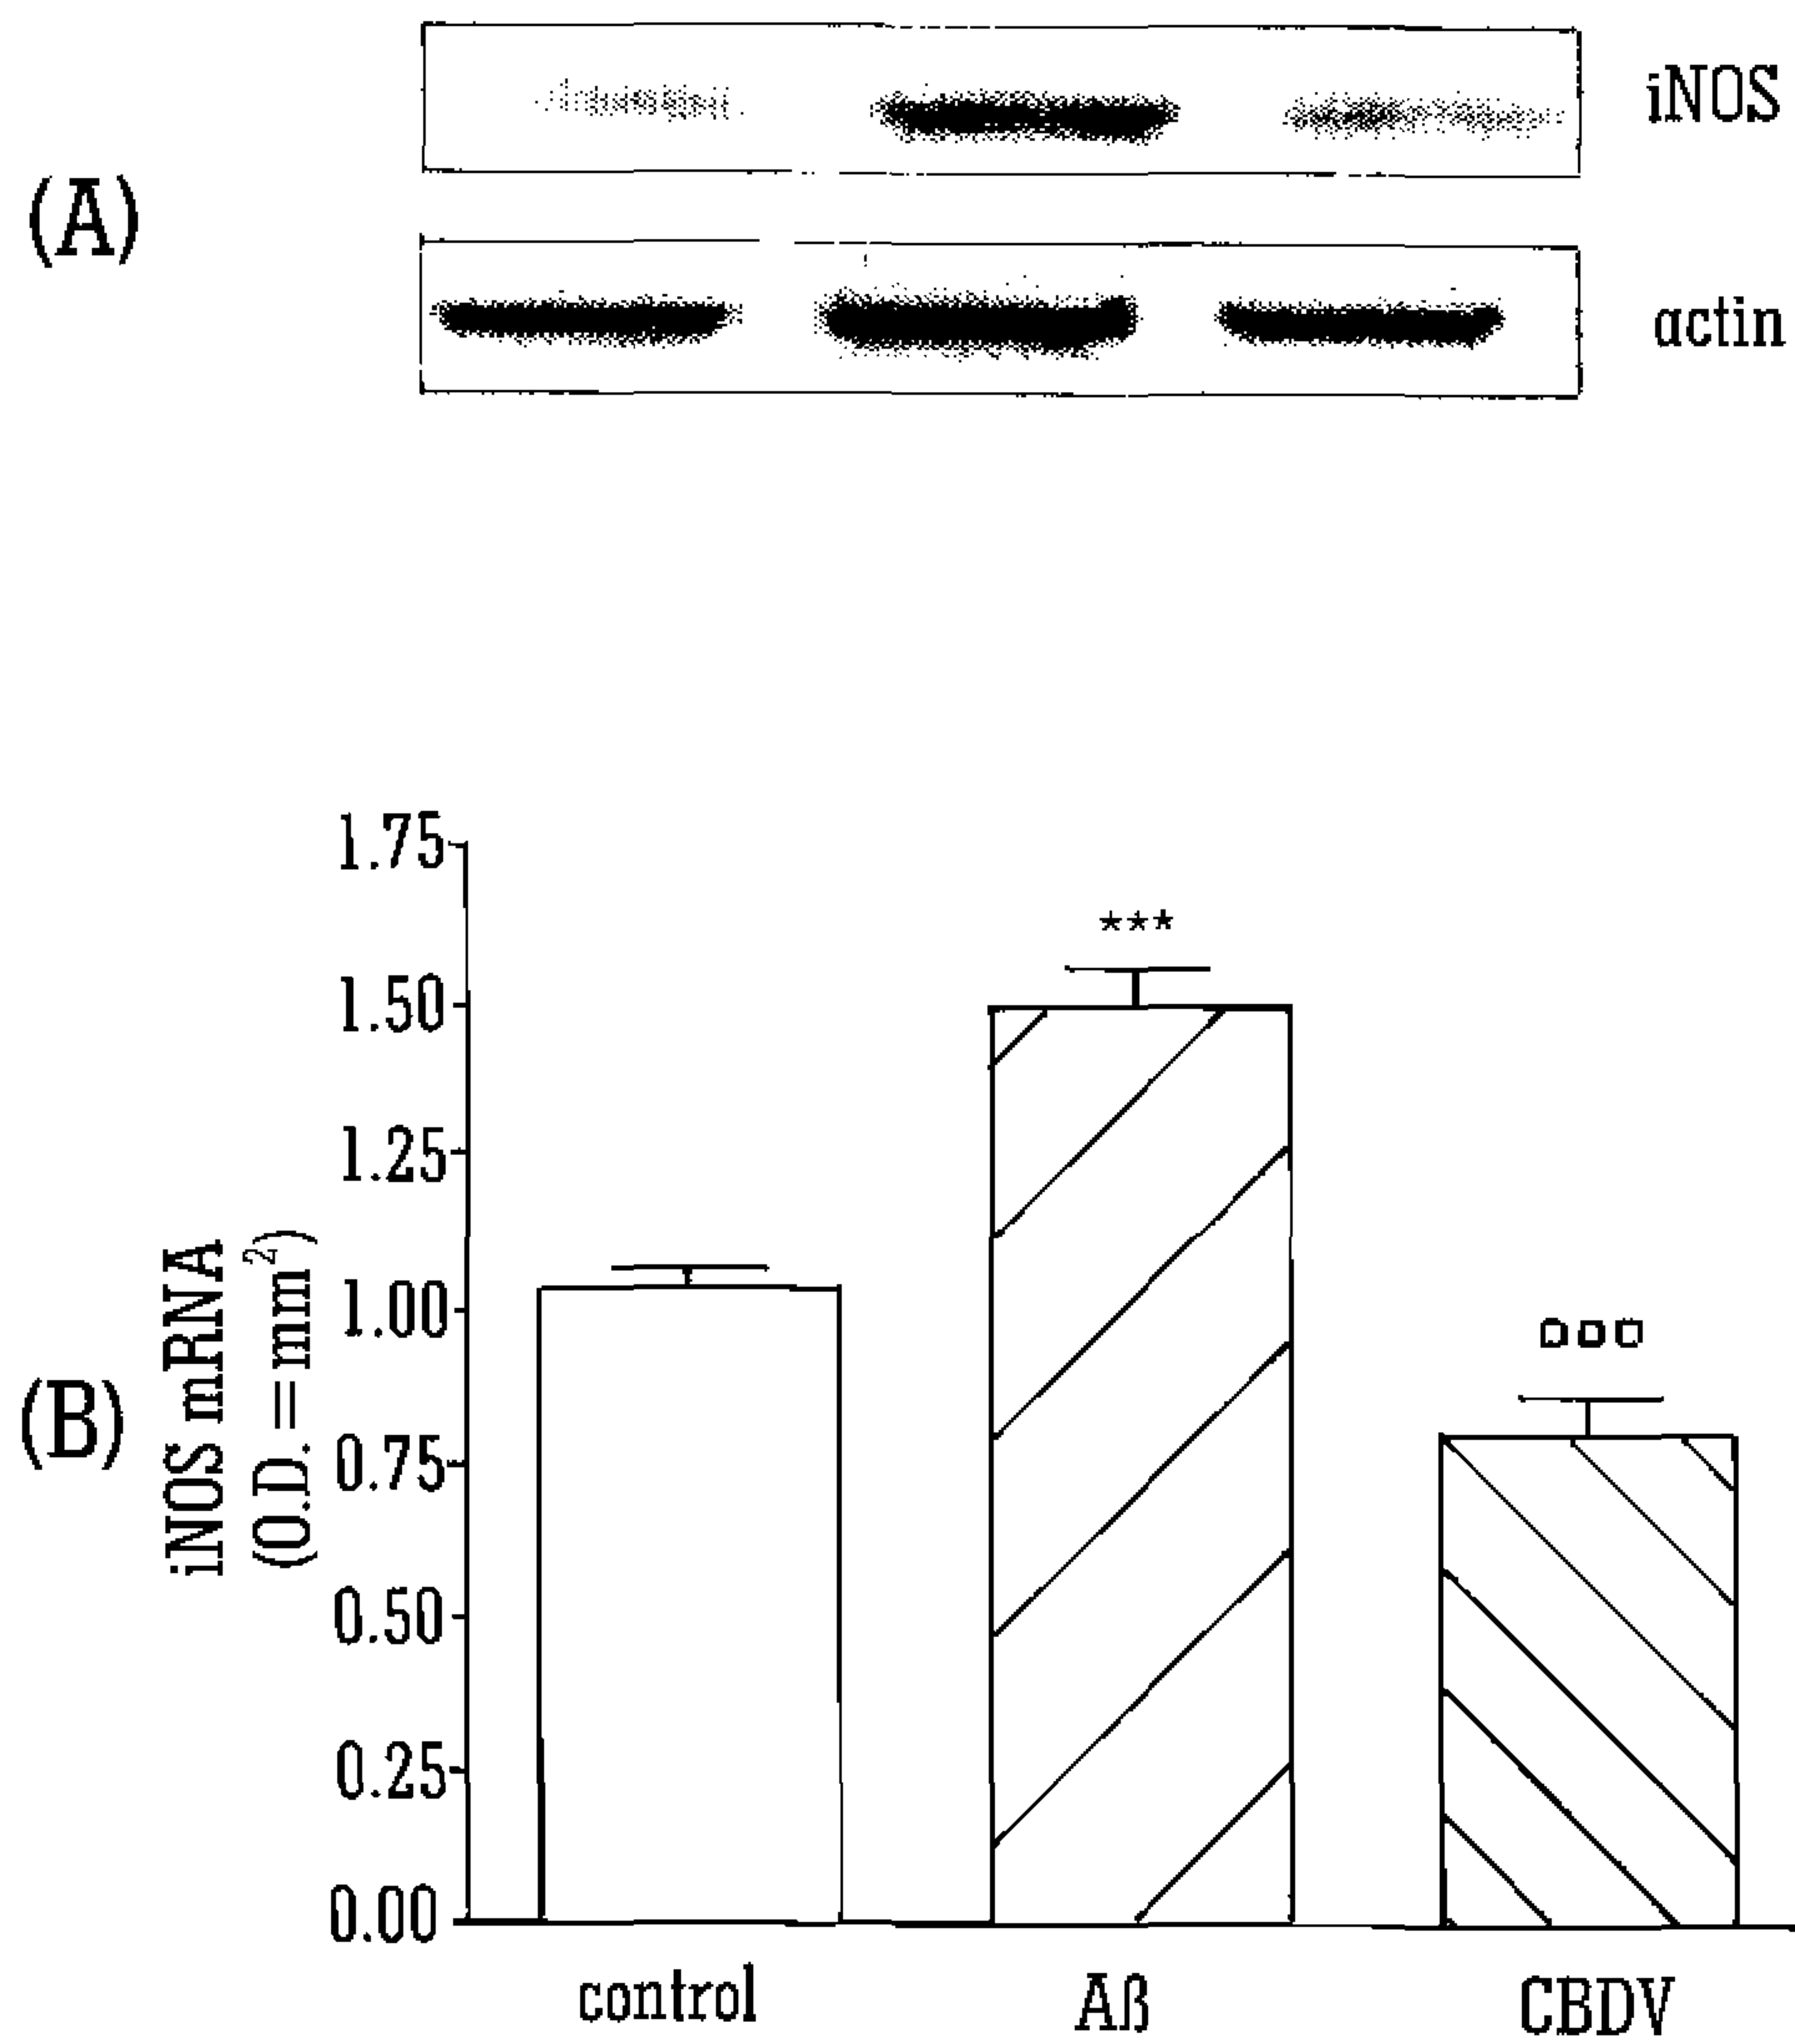 iNOS
(A)
actin
1.75
***
1.50
1.25
1.00
ooo
(B)
iNOS mRNA
(O.D.=mm²)
0.75
0.50
0.25
0.00
control
Aß
CBDV